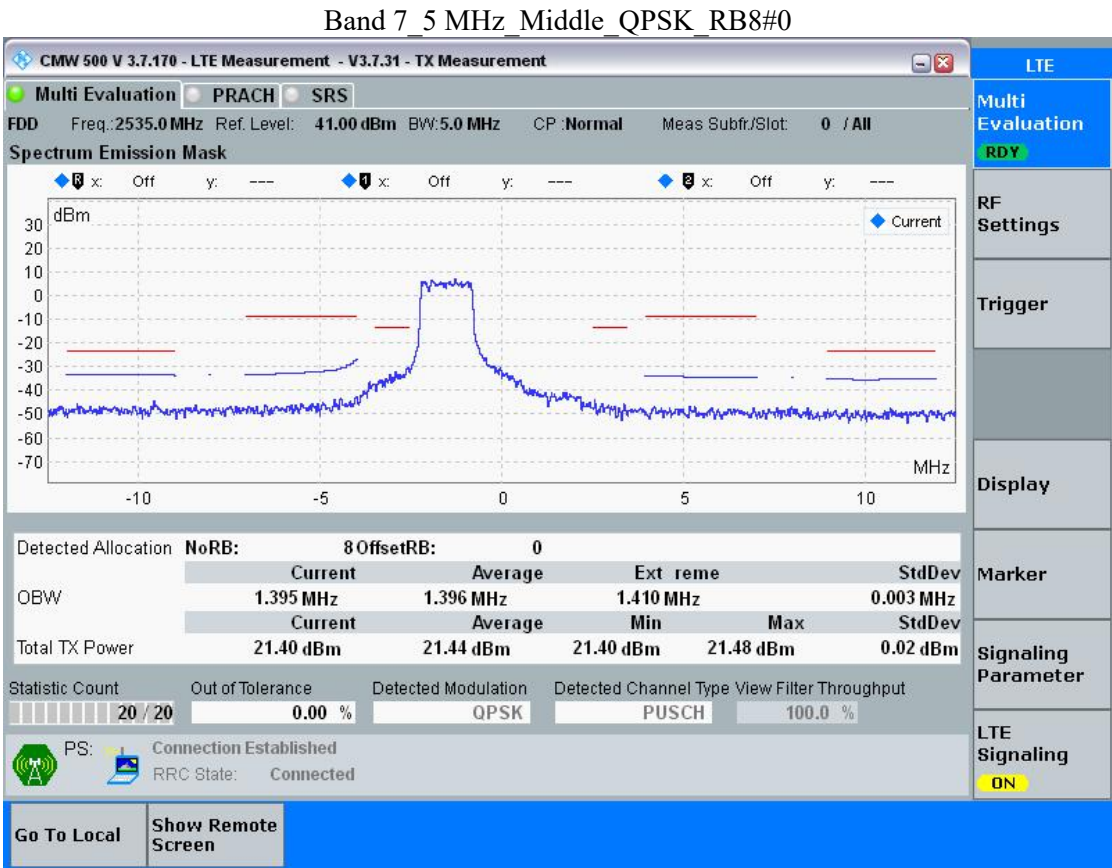 Band 7_5 MHz_Middle_QPSK_RB8#0
CMW 500 V 3.7.170 - LTE Measurement - V3.7.31 - TX Measurement
LTE
Multi Evaluation PRACH SRS
Multi Evaluation
RDY
FDD Freq.:2535.0 MHz Ref. Level: 41.00 dBm BW:5.0 MHz CP :Normal Meas Subfr./Slot: 0 / All
Spectrum Emission Mask
R x: Off y: --- 1 x: Off y: --- 2 x: Off y: ---
dBm
Current
30
20
10
0
-10
-20
-30
-40
-50
-60
-70
MHz
-10 -5 0 5 10
RF
Settings
Trigger
Display
Marker
Signaling
Parameter
LTE
Signaling
ON
Detected Allocation NoRB: 8 OffsetRB: 0
Current Average Ext reme StdDev
OBW 1.395 MHz 1.396 MHz 1.410 MHz 0.003 MHz
Current Average Min Max StdDev
Total TX Power 21.40 dBm 21.44 dBm 21.40 dBm 21.48 dBm 0.02 dBm
Statistic Count Out of Tolerance Detected Modulation Detected Channel Type View Filter Throughput
20 / 20 0.00 % QPSK PUSCH 100.0 %
PS: Connection Established
RRC State: Connected
Go To Local
Show Remote
Screen